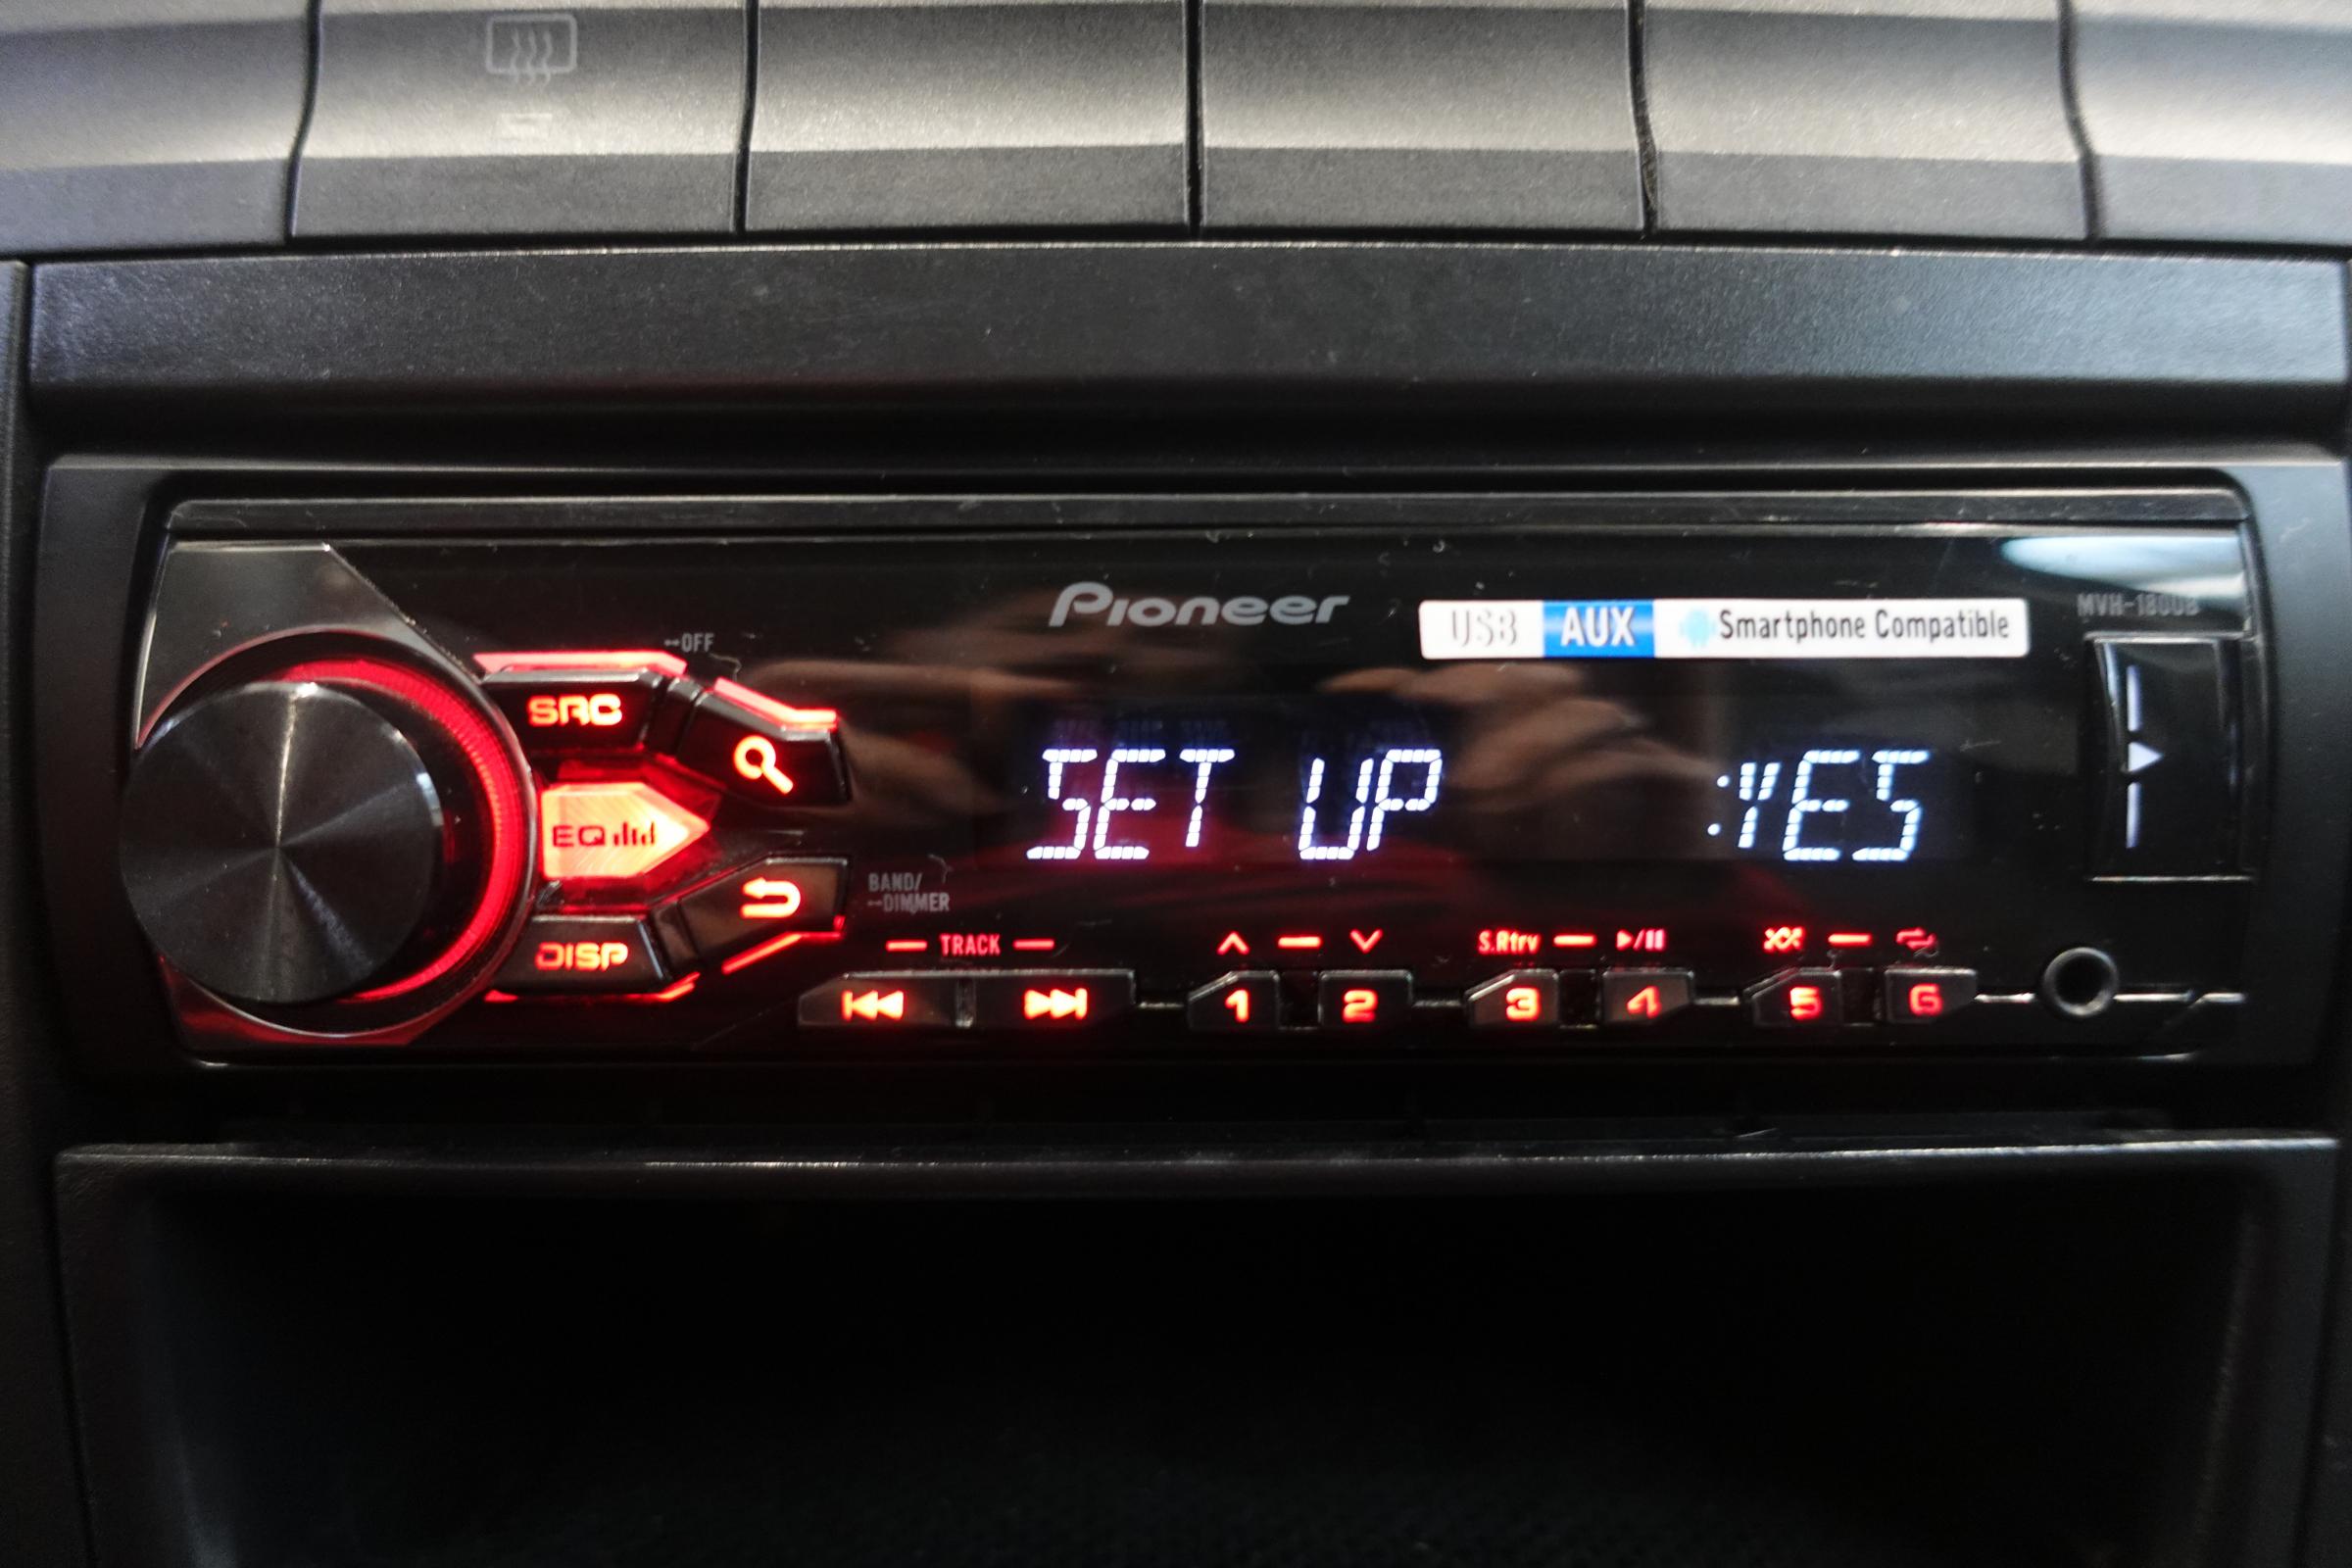 OFF
Pioneer
USB AUX Smartphone Compatible
SRC
EQ
DISP
SET UP :YES
BAND/
DIMMER
TRACK
S.Rtrv
1 2 3 4 5 6